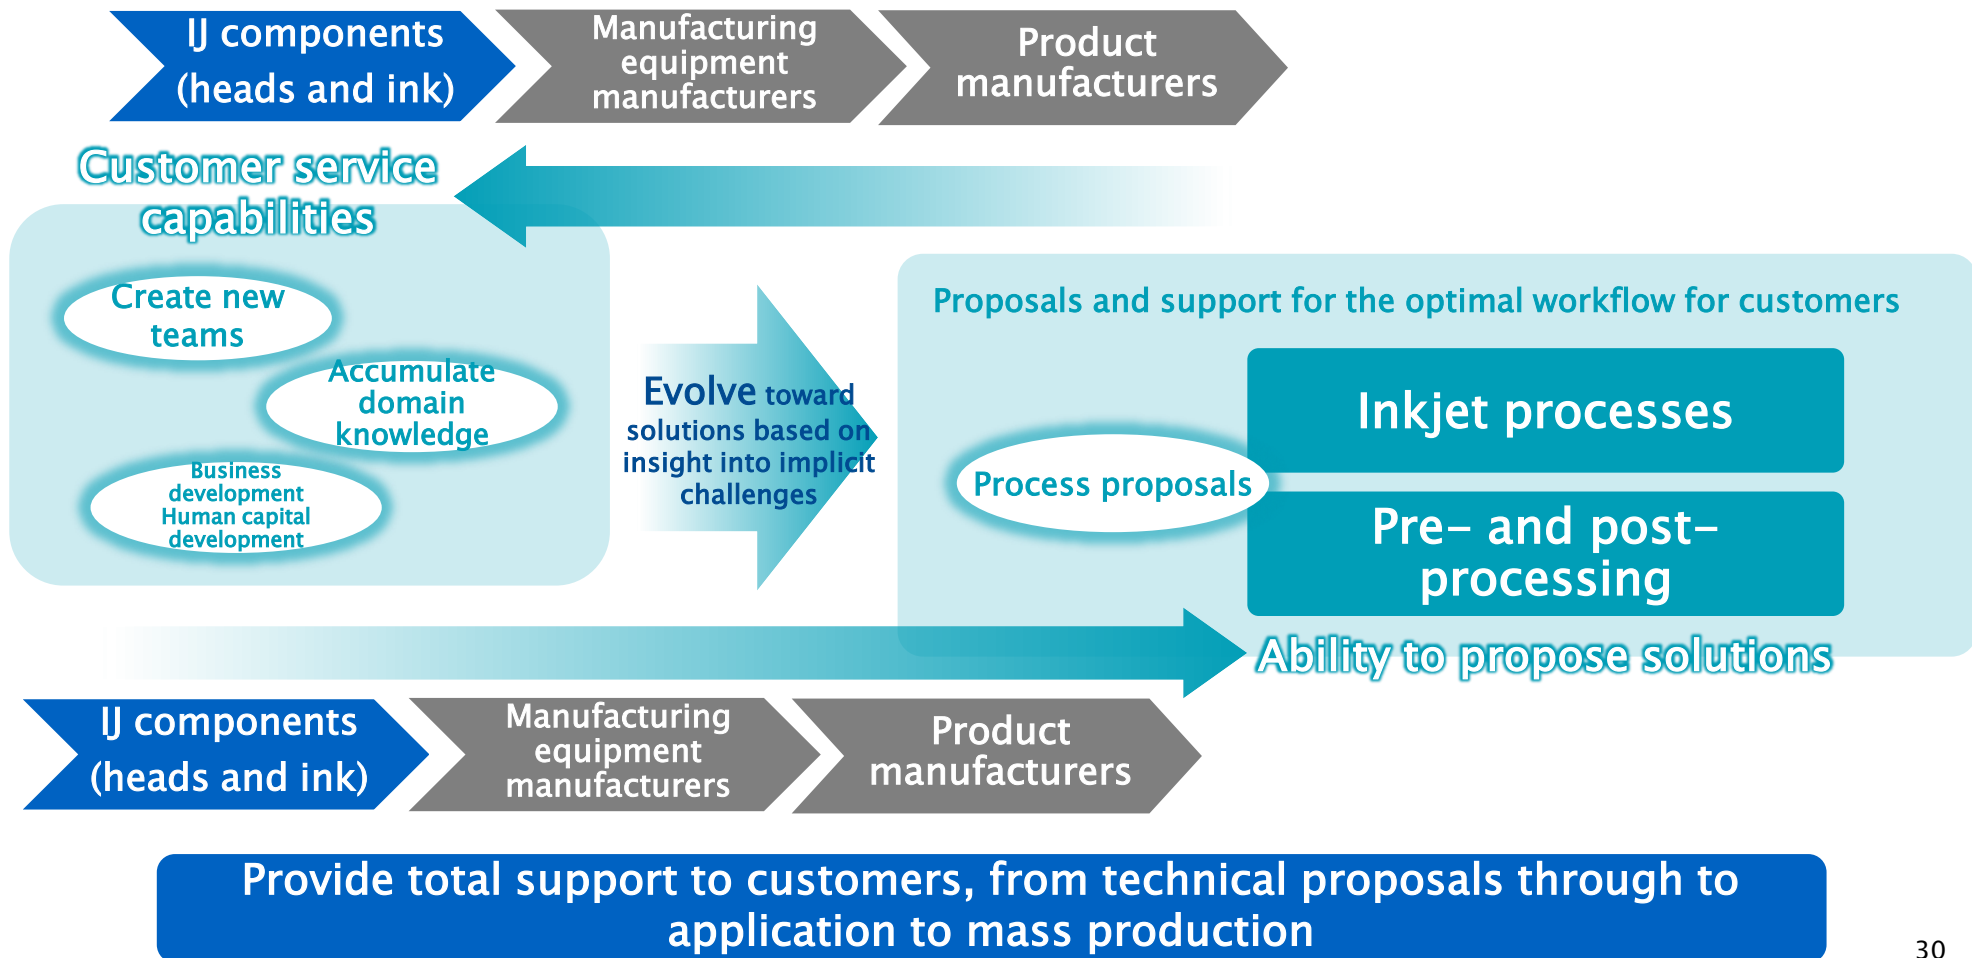 IJ components
(heads and ink)
Manufacturing
equipment
manufacturers
Product
manufacturers
Customer service
capabilities
Create new
teams
Accumulate
domain
knowledge
Business
development
Human capital
development
Evolve toward
solutions based on
insight into implicit
challenges
Proposals and support for the optimal workflow for customers
Process proposals
Inkjet processes
Pre- and post-
processing
Ability to propose solutions
IJ components
(heads and ink)
Manufacturing
equipment
manufacturers
Product
manufacturers
Provide total support to customers, from technical proposals through to
application to mass production
30